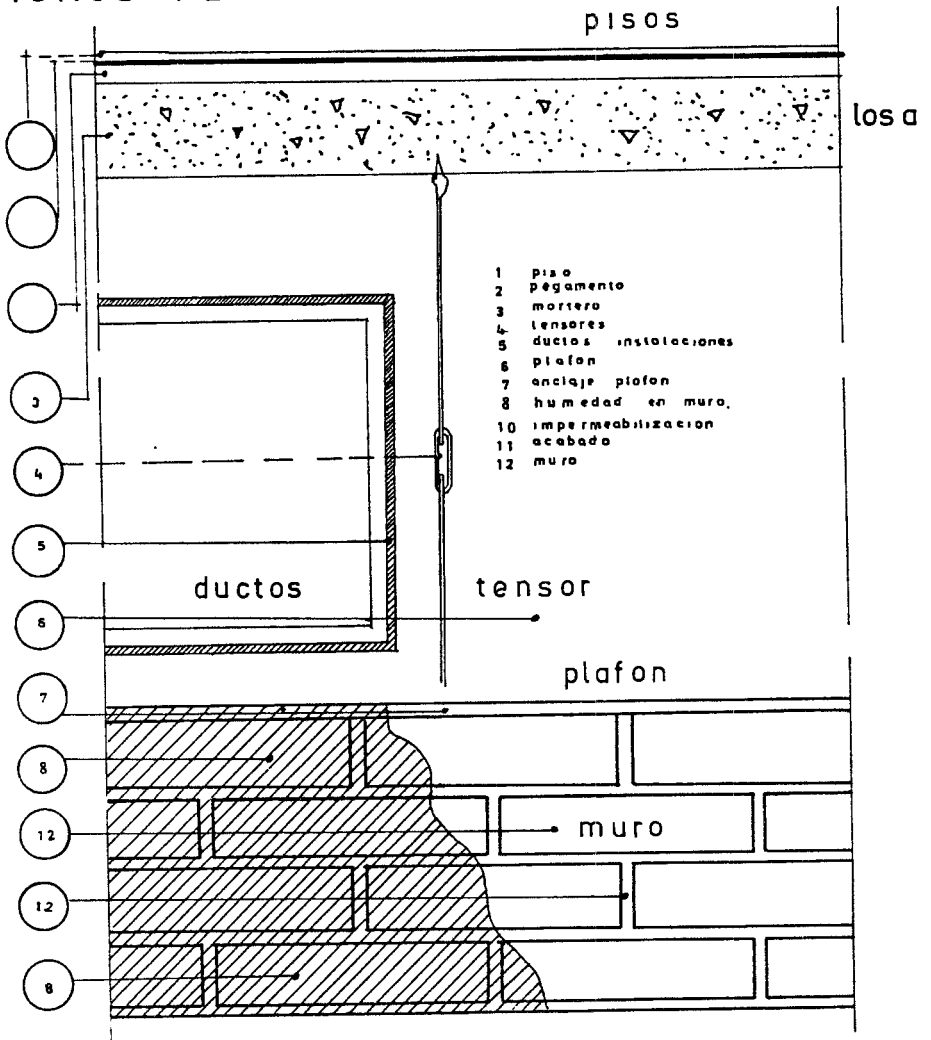 pisos
losa
1 piso
2 pegamento
3 mortero
4 tensores
5 ductos instalaciones
6 plafon
7 anclaje plofon
8 humedad en muro.
10 impermeabilizacion
11 acabado
12 muro
3
4
5
ductos
tensor
6
plafon
7
8
12
muro
12
8